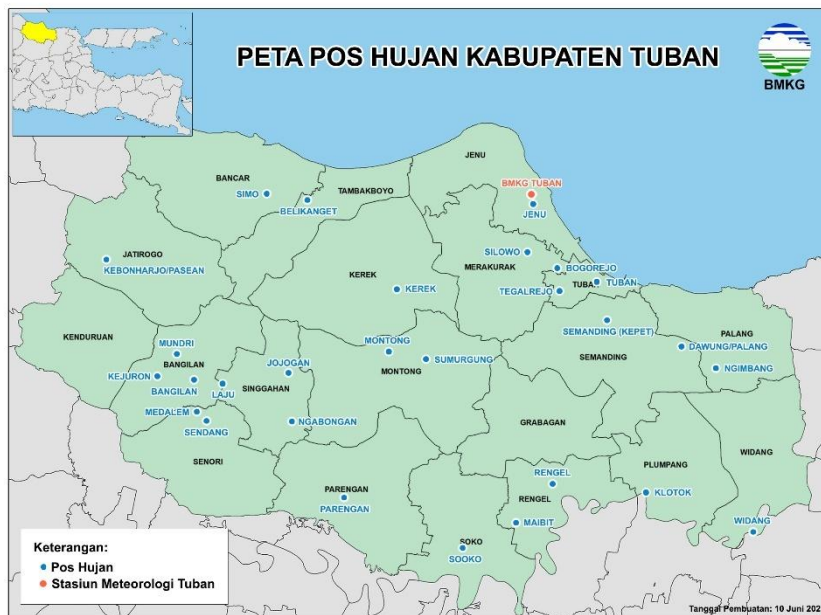 PETA POS HUJAN KABUPATEN TUBAN
BMKG
JENU
BANCAR
BMKG TUBAN
SIMO
TAMBAKBOYO
BELIKANGET
JENU
JATIROGO
SILOWO
KEBONHARJO/PASEAN
MERAKURAK
BOGOREJO
KEREK
KEREK
TUBAN
TUBAN
TEGALREJO
KENDURUAN
PALANG
MUNDRI
MONTONG
SEMANDING (KEPET)
DAWUNG/PALANG
SEMANDING
BANGILAN
JOJOGAN
MONTONG
SUMURGUNG
NGIMBANG
KEJURON
BANGILAN
LAJU
SINGGAHAN
MEDALEM
SENDANG
NGABONGAN
GRABAGAN
SENORI
PLUMPANG
WIDANG
RENGEL
PARENGAN
RENGEL
KLOTOK
PARENGAN
MAIBIT
WIDANG
SOKO
SOOKO
Keterangan:
Pos Hujan
Stasiun Meteorologi Tuban
Tanggal Pembuatan: 10 Juni 202